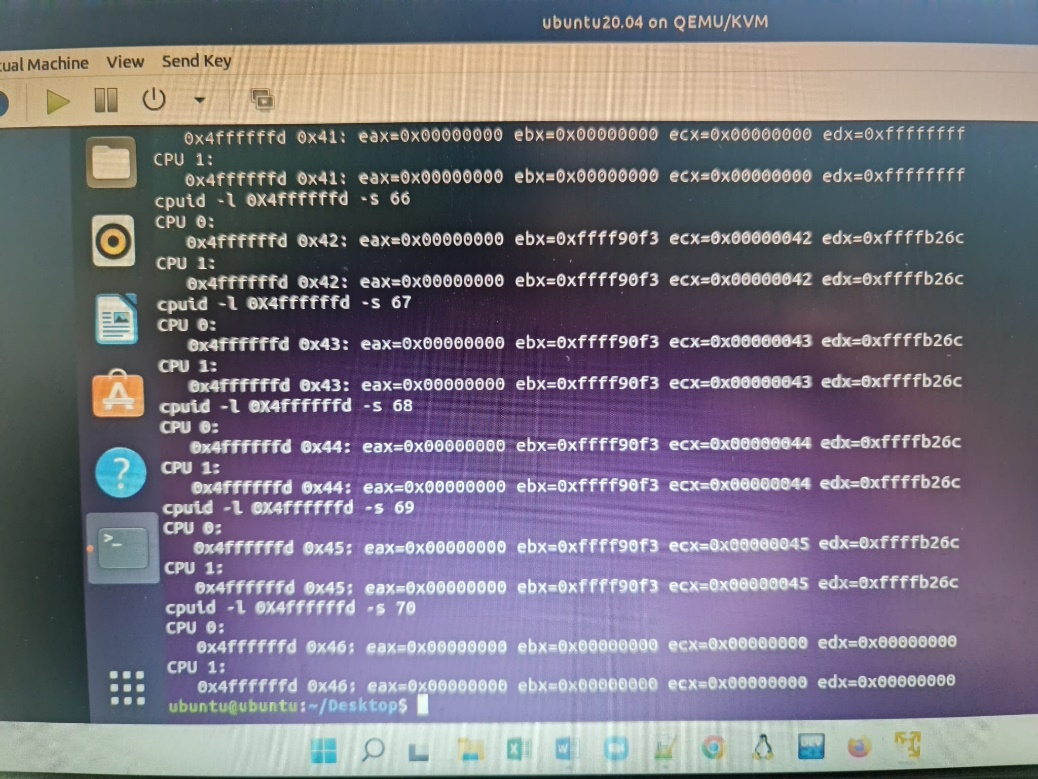 ubuntu20.04 on QEMU/KVM
tual Machine View Send Key
0x4ffffffd 0x41: eax=0x00000000 ebx=0x00000000 ecx=0x00000000 edx=0xffffffff
CPU 1:
0x4ffffffd 0x41: eax=0x00000000 ebx=0x00000000 ecx=0x00000000 edx=0xffffffff
cpuid -l 0X4ffffffd -s 66
CPU 0:
0x4ffffffd 0x42: eax=0x00000000 ebx=0xffff90f3 ecx=0x00000042 edx=0xffffb26c
CPU 1:
0x4ffffffd 0x42: eax=0x00000000 ebx=0xffff90f3 ecx=0x00000042 edx=0xffffb26c
cpuid -l 0X4ffffffd -s 67
CPU 0:
0x4ffffffd 0x43: eax=0x00000000 ebx=0xffff90f3 ecx=0x00000043 edx=0xffffb26c
CPU 1:
0x4ffffffd 0x43: eax=0x00000000 ebx=0xffff90f3 ecx=0x00000043 edx=0xffffb26c
cpuid -l 0X4ffffffd -s 68
CPU 0:
0x4ffffffd 0x44: eax=0x00000000 ebx=0xffff90f3 ecx=0x00000044 edx=0xffffb26c
CPU 1:
0x4ffffffd 0x44: eax=0x00000000 ebx=0xffff90f3 ecx=0x00000044 edx=0xffffb26c
cpuid -l 0X4ffffffd -s 69
CPU 0:
0x4ffffffd 0x45: eax=0x00000000 ebx=0xffff90f3 ecx=0x00000045 edx=0xffffb26c
CPU 1:
0x4ffffffd 0x45: eax=0x00000000 ebx=0xffff90f3 ecx=0x00000045 edx=0xffffb26c
cpuid -l 0X4ffffffd -s 70
CPU 0:
0x4ffffffd 0x46: eax=0x00000000 ebx=0x00000000 ecx=0x00000000 edx=0x00000000
CPU 1:
0x4ffffffd 0x46: eax=0x00000000 ebx=0x00000000 ecx=0x00000000 edx=0x00000000
ubuntu@ubuntu:~/Desktop$